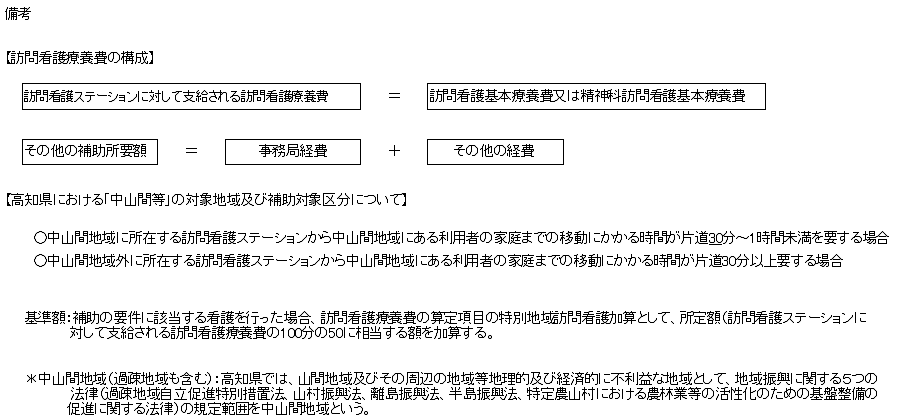 備考
【訪問看護療養費の構成】
訪問看護ステーションに対して支給される訪問看護療養費 = 訪問看護基本療養費又は精神科訪問看護基本療養費
その他の補助所要額 = 事務局経費 + その他の経費
【高知県における「中山間等」の対象地域及び補助対象区分について】
○中山間地域に所在する訪問看護ステーションから中山間地域にある利用者の家庭までの移動にかかる時間が片道30分~1時間未満を要する場合
○中山間地域外に所在する訪問看護ステーションから中山間地域にある利用者の家庭までの移動にかかる時間が片道30分以上要する場合
基準額：補助の要件に該当する看護を行った場合、訪問看護療養費の算定項目の特別地域訪問看護加算として、所定額（訪問看護ステーションに
対して支給される訪問看護療養費の100分の50に相当する額を加算する。
＊中山間地域（過疎地域も含む）：高知県では、山間地域及びその周辺の地域等地理的及び経済的に不利益な地域として、地域振興に関する５つの
法律（過疎地域自立促進特別措置法、山村振興法、離島振興法、半島振興法、特定農山村における農林業等の活性化のための基盤整備の
促進に関する法律）の規定範囲を中山間地域という。